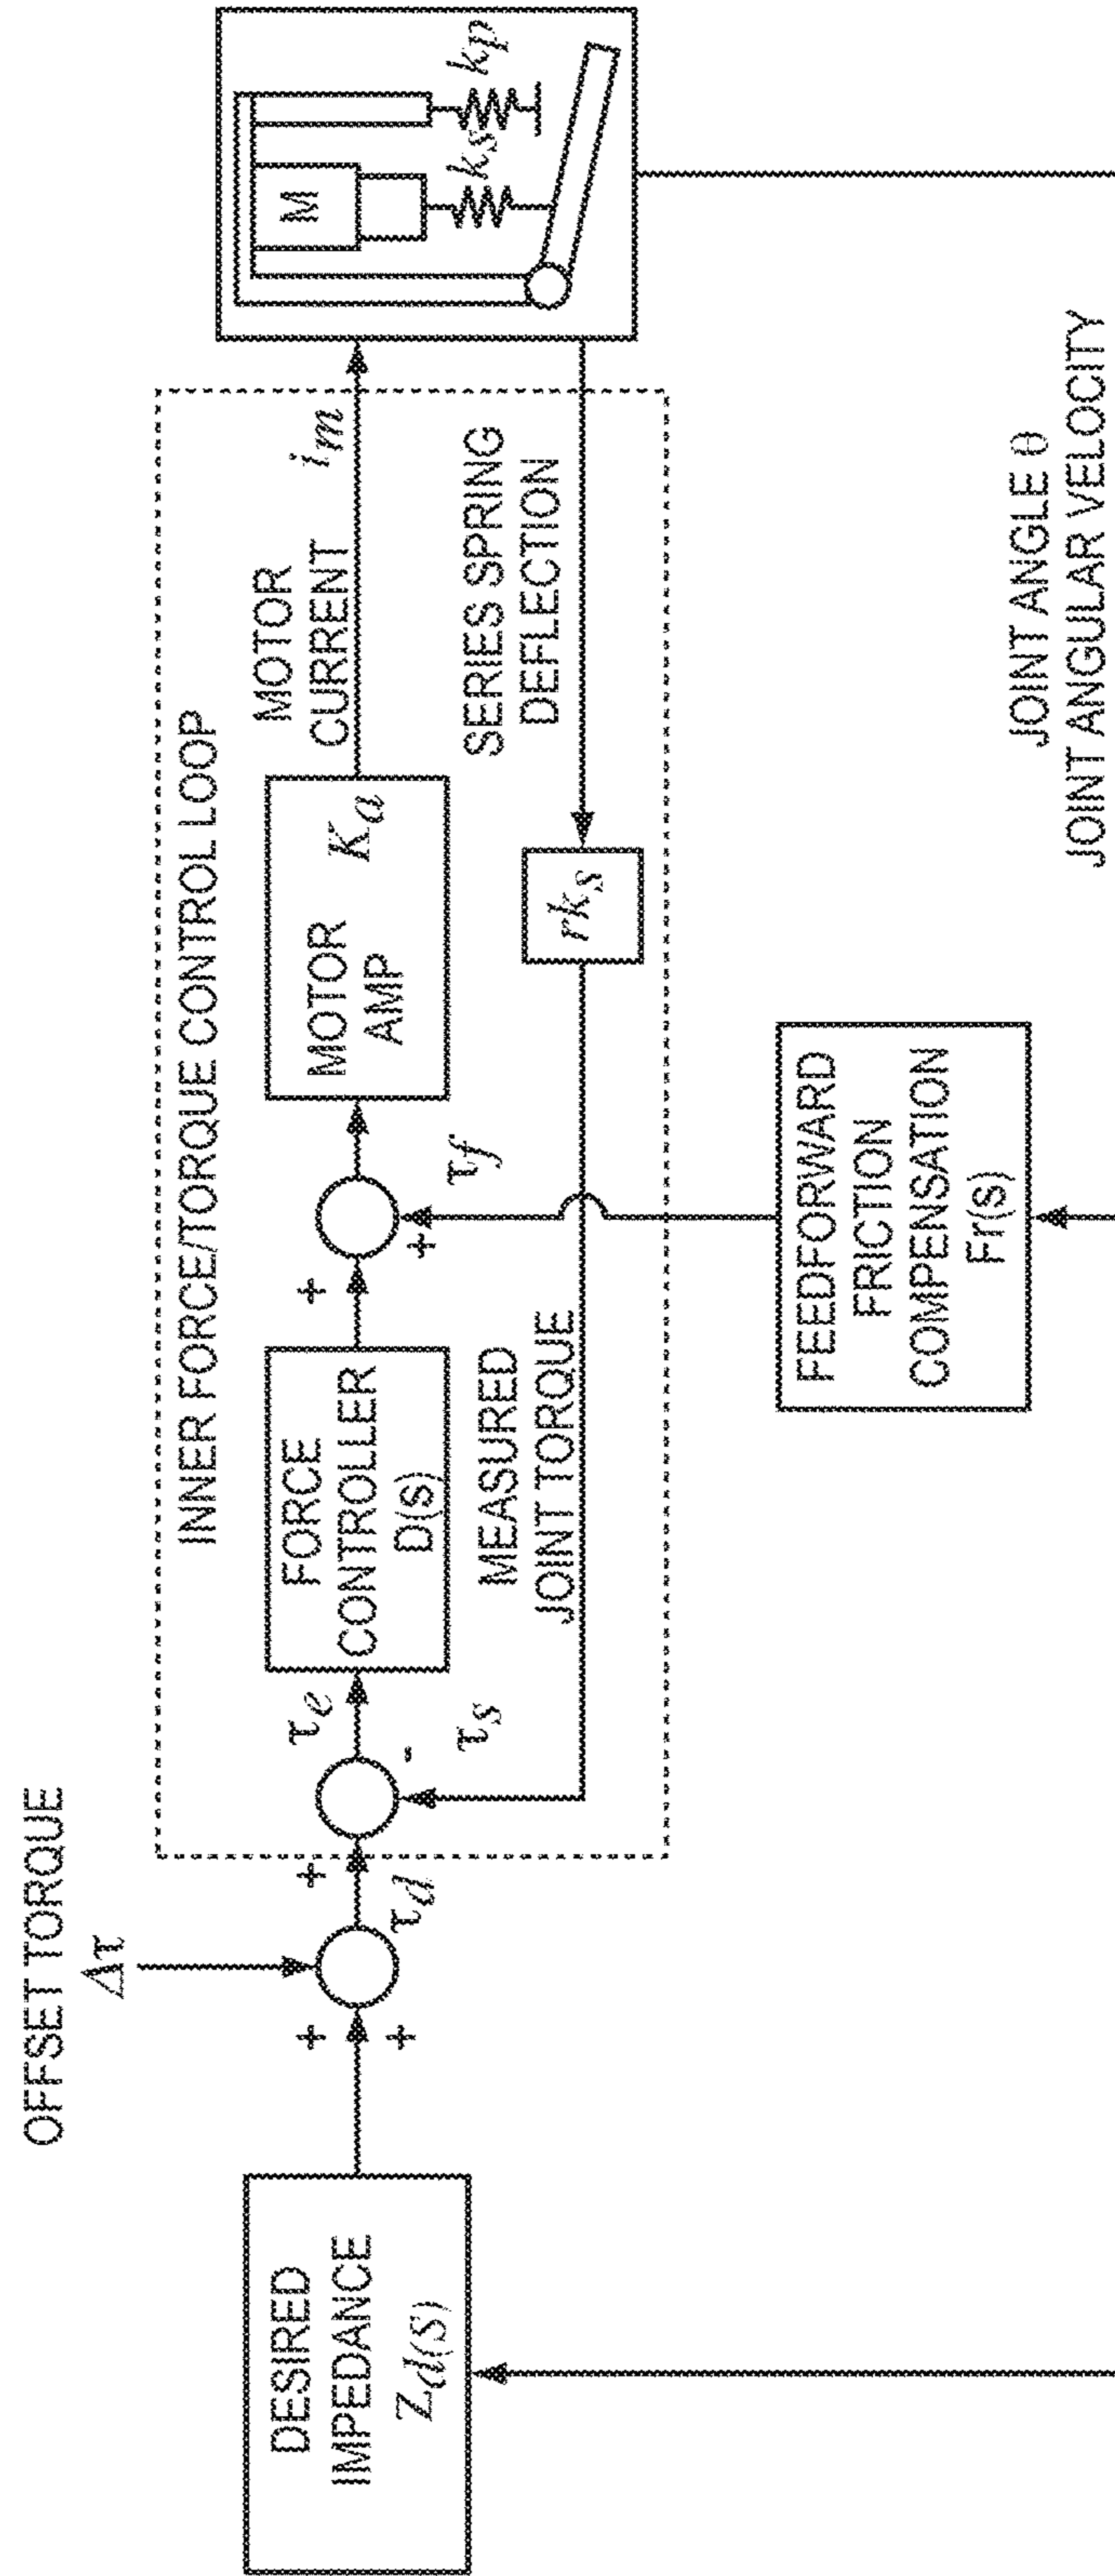 OFFSET TORQUE
Δτ
INNER FORCE/TORQUE CONTROL LOOP
DESIRED
IMPEDANCE
Zd(S)
+
+
τd
+
-
τe
τs
FORCE
CONTROLLER
D(s)
+
+
τf
MOTOR
AMP
Ka
MOTOR
CURRENT
im
M
ks
kp
MEASURED
JOINT TORQUE
rks
SERIES SPRING
DEFLECTION
FEEDFORWARD
FRICTION
COMPENSATION
Fr(s)
JOINT ANGLE θ
JOINT ANGULAR VELOCITY